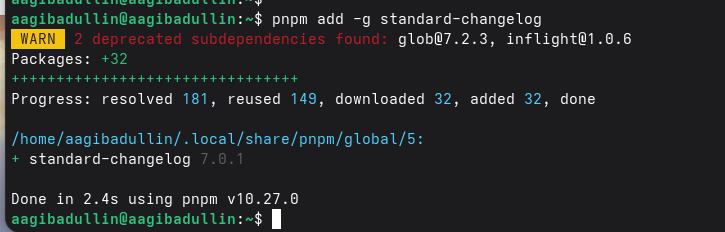 aagibadullin@aagibadullin:~$
aagibadullin@aagibadullin:~$ pnpm add -g standard-changelog
WARN 2 deprecated subdependencies found: glob@7.2.3, inflight@1.0.6
Packages: +32
++++++++++++++++++++++++++++++++
Progress: resolved 181, reused 149, downloaded 32, added 32, done
/home/aagibadullin/.local/share/pnpm/global/5:
+ standard-changelog 7.0.1
Done in 2.4s using pnpm v10.27.0
aagibadullin@aagibadullin:~$